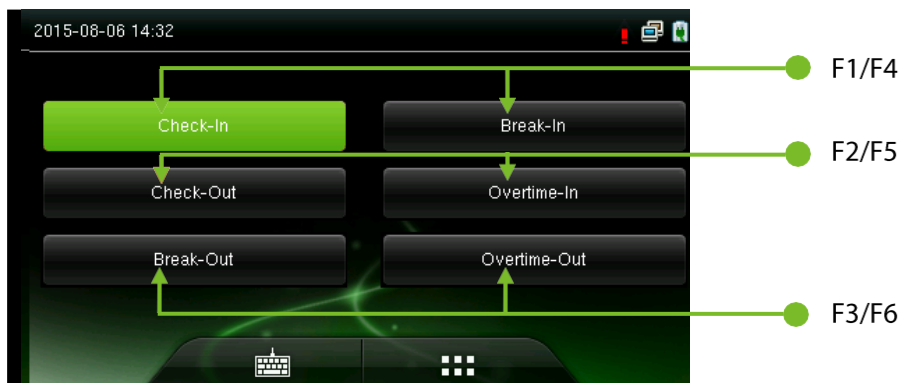 2015-08-06 14:32
F1/F4
Check-In
Break-In
F2/F5
Check-Out
Overtime-In
Break-Out
Overtime-Out
F3/F6